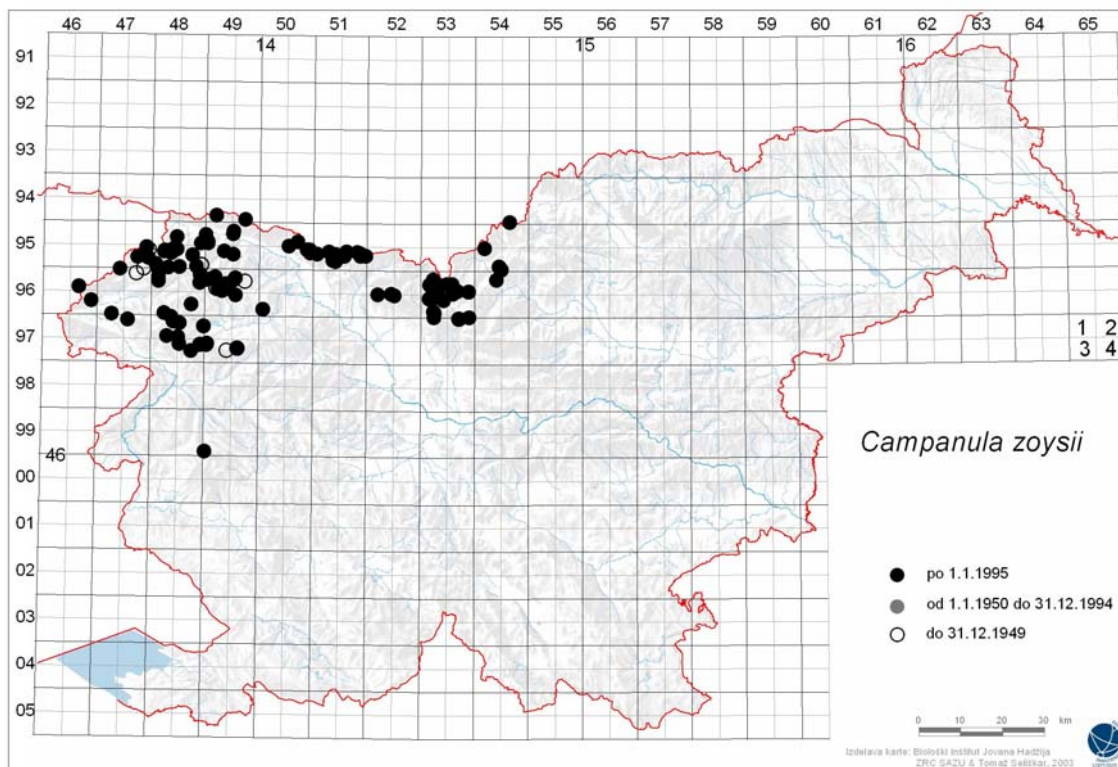 46 47 48 49 50 51 52 53 54 55 56 57 58 59 60 61 62 63 64 65
14 15 16
91
92
93
94
95
96
97
98
99
46
00
01
02
03
04
05
1 2
3 4
Campanula zoysii
po 1.1.1995
od 1.1.1950 do 31.12.1994
do 31.12.1949
0 10 20 30 km
Izdelava karte: Biološki inštitut Jovana Hadžija
ZRC SAZU & Tomaž Seliškar, 2003